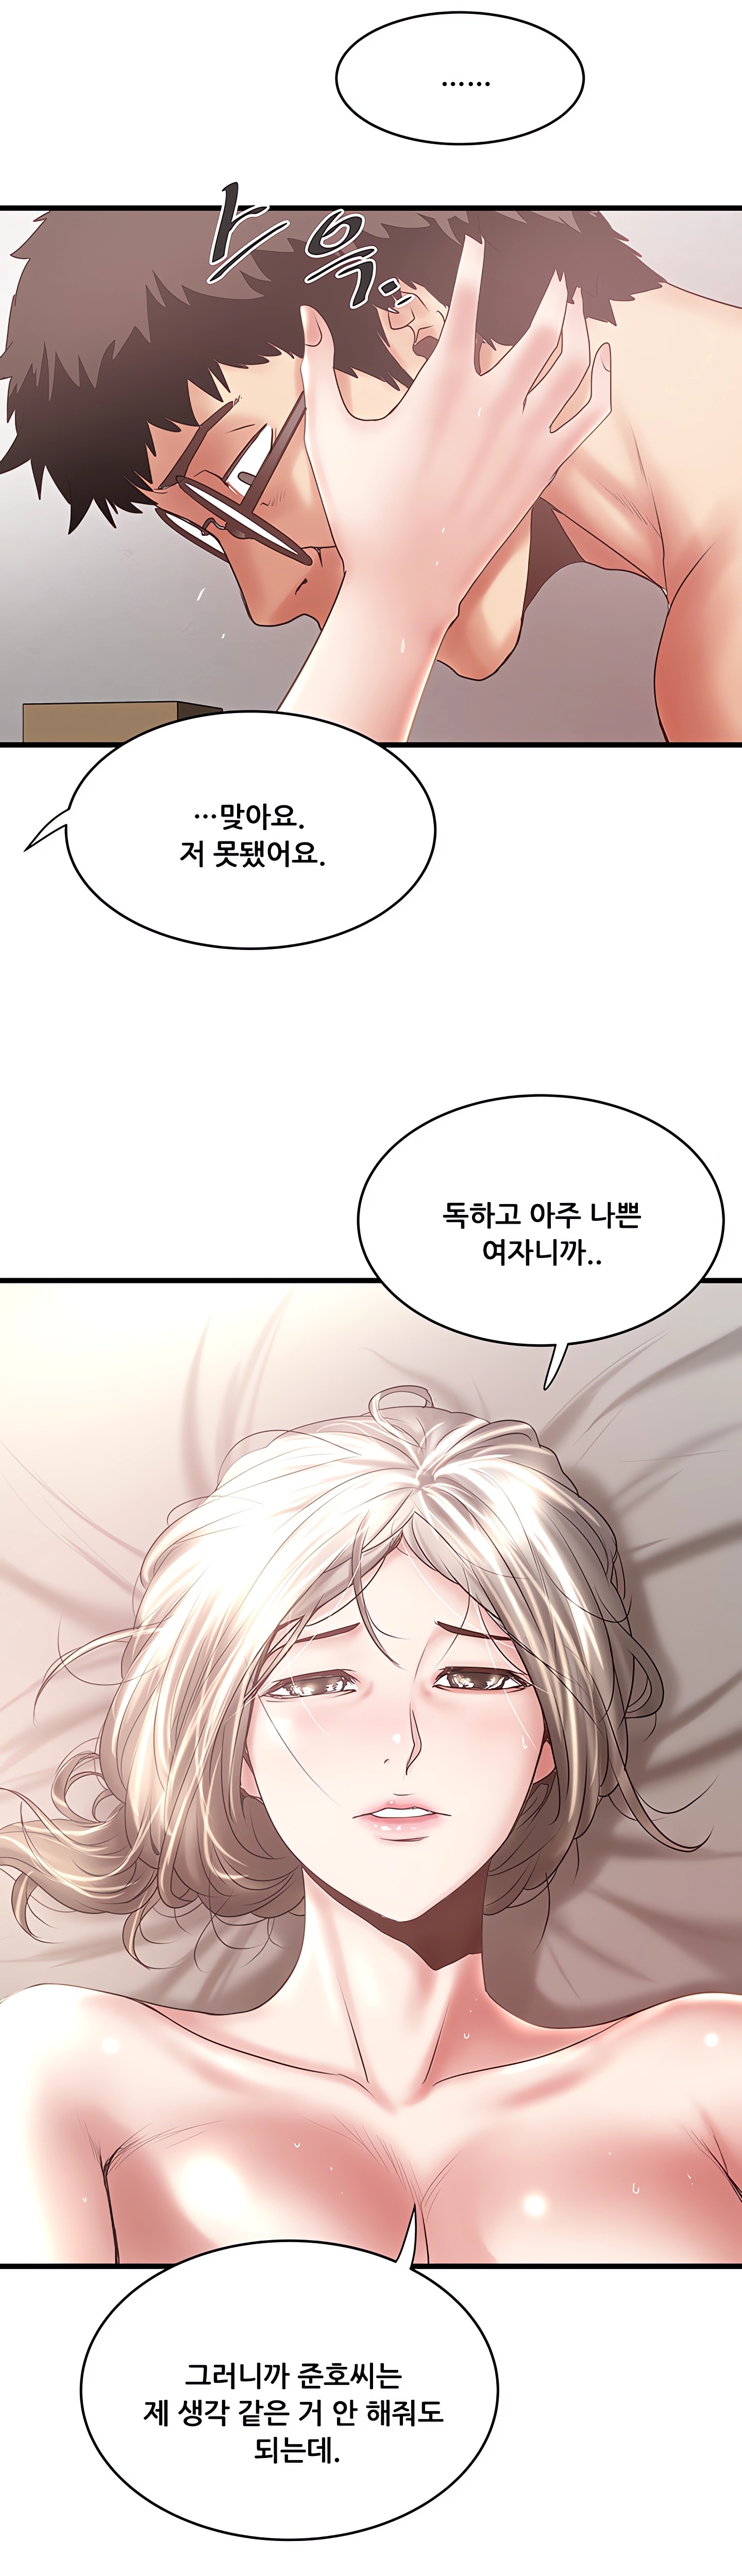 ……
사윽..
…맞아요.
저 못됐어요.
독하고 아주 나쁜
여자니까..
그러니까 준호씨는
제 생각 같은 거 안 해줘도
되는데.